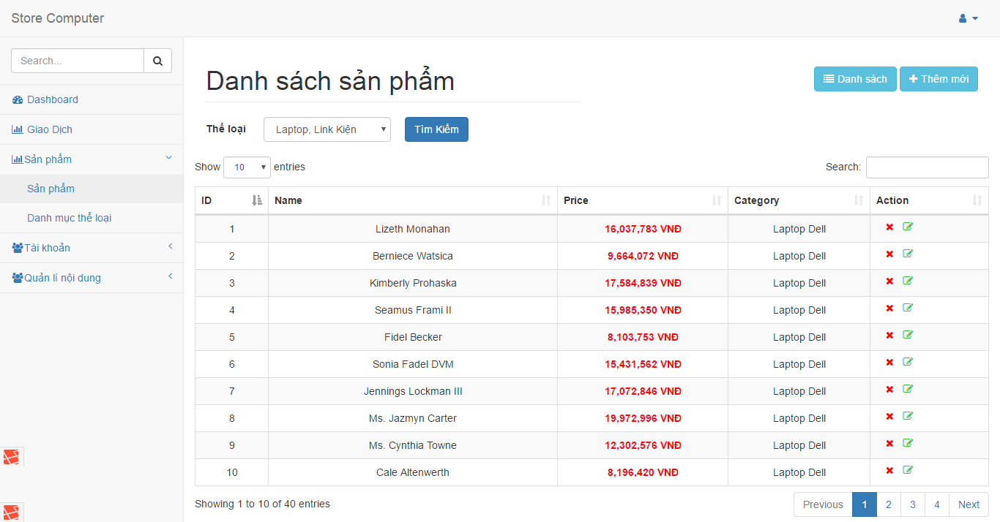 Store Computer
Search...
Dashboard
Giao Dịch
Sản phẩm
Sản phẩm
Danh mục thể loại
Tài khoản
Quản lí nội dung
Danh sách sản phẩm
Danh sách
Thêm mới
Thể loại Laptop, Link Kiện Tìm Kiếm
Show 10 entries Search:
ID Name Price Category Action
1 Lizeth Monahan 16,037,783 VNĐ Laptop Dell
2 Berniece Watsica 9,664,072 VNĐ Laptop Dell
3 Kimberly Prohaska 17,584,839 VNĐ Laptop Dell
4 Seamus Frami II 15,985,350 VNĐ Laptop Dell
5 Fidel Becker 8,103,753 VNĐ Laptop Dell
6 Sonia Fadel DVM 15,431,562 VNĐ Laptop Dell
7 Jennings Lockman III 17,072,846 VNĐ Laptop Dell
8 Ms. Jazmyn Carter 19,972,996 VNĐ Laptop Dell
9 Ms. Cynthia Towne 12,302,576 VNĐ Laptop Dell
10 Cale Altenwerth 8,196,420 VNĐ Laptop Dell
Showing 1 to 10 of 40 entries Previous 1 2 3 4 Next